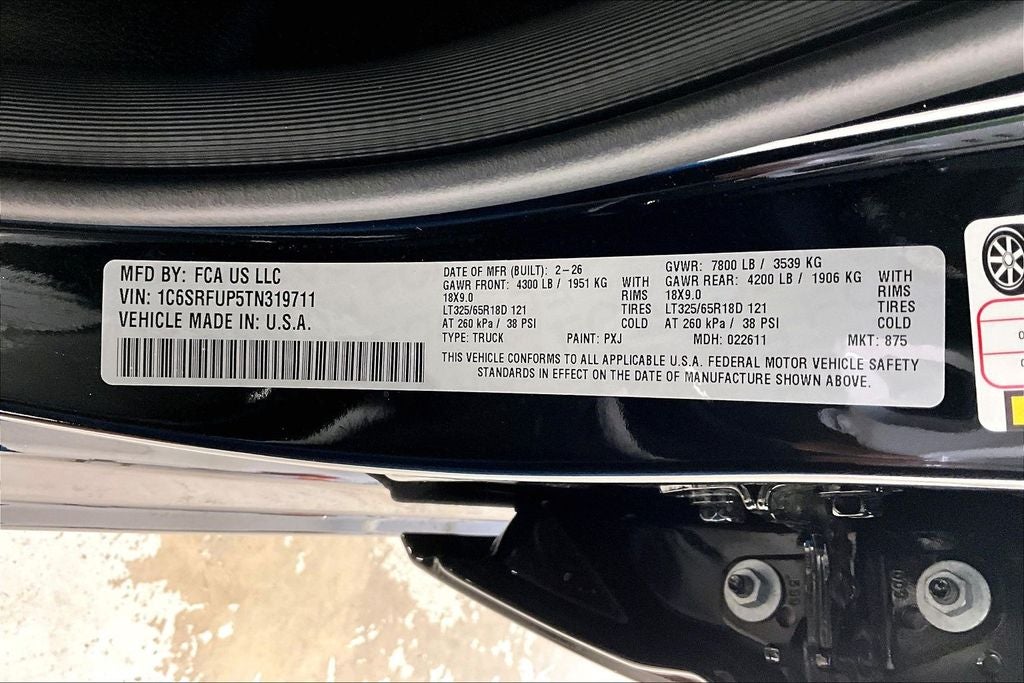 MFD BY: FCA US LLC
VIN: 1C6SRFUP5TN319711
VEHICLE MADE IN: U.S.A.
DATE OF MFR (BUILT): 2-26
GAWR FRONT: 4300 LB / 1951 KG WITH
18X9.0 RIMS
LT325/65R18D 121 TIRES
AT 260 kPa / 38 PSI COLD
GVWR: 7800 LB / 3539 KG
GAWR REAR: 4200 LB / 1906 KG WITH
18X9.0 RIMS
LT325/65R18D 121 TIRES
AT 260 kPa / 38 PSI COLD
TYPE: TRUCK PAINT: PXJ MDH: 022611 MKT: 875
THIS VEHICLE CONFORMS TO ALL APPLICABLE U.S.A. FEDERAL MOTOR VEHICLE SAFETY
STANDARDS IN EFFECT ON THE DATE OF MANUFACTURE SHOWN ABOVE.